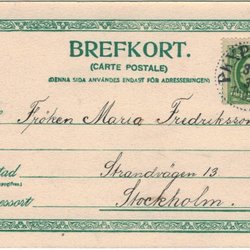 BREFKORT.
(CARTE POSTALE)
(DENNA SIDA ANVÄNDES ENDAST FÖR ADRESSERINGEN)
Fröken Maria Fredriksson
Strandvägen 13
Stockholm.